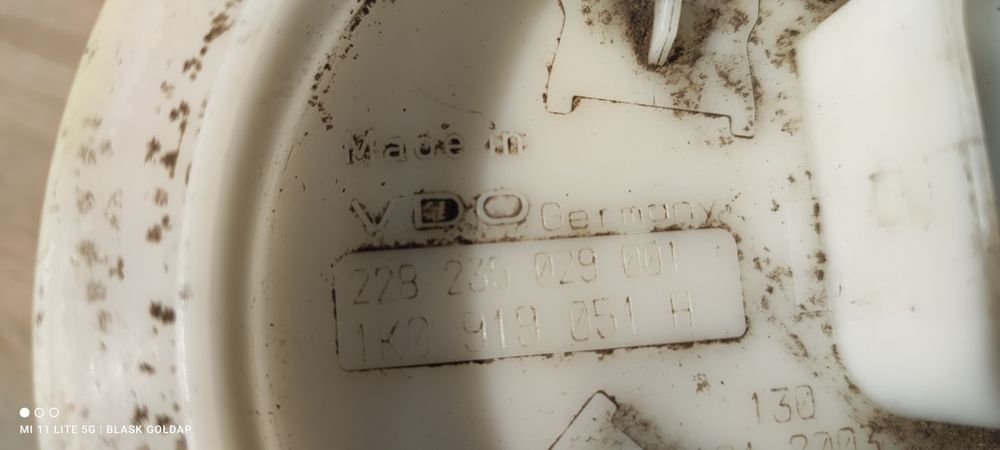 Made in
VDO Germany
228 235 029 001
1K0 919 051 H
130
MI 11 LITE 5G | BLASK GOLDAP